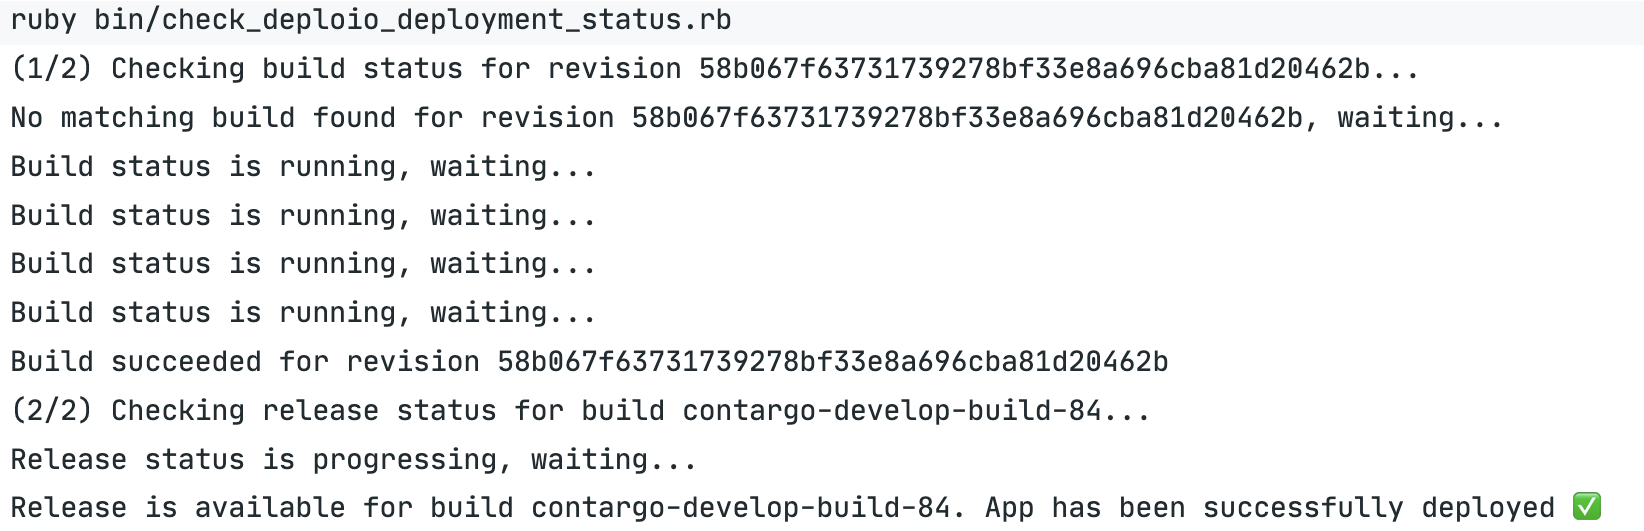 ruby bin/check_deploio_deployment_status.rb
(1/2) Checking build status for revision 58b067f63731739278bf33e8a696cba81d20462b...
No matching build found for revision 58b067f63731739278bf33e8a696cba81d20462b, waiting...
Build status is running, waiting...
Build status is running, waiting...
Build status is running, waiting...
Build status is running, waiting...
Build succeeded for revision 58b067f63731739278bf33e8a696cba81d20462b
(2/2) Checking release status for build contargo-develop-build-84...
Release status is progressing, waiting...
Release is available for build contargo-develop-build-84. App has been successfully deployed ✅